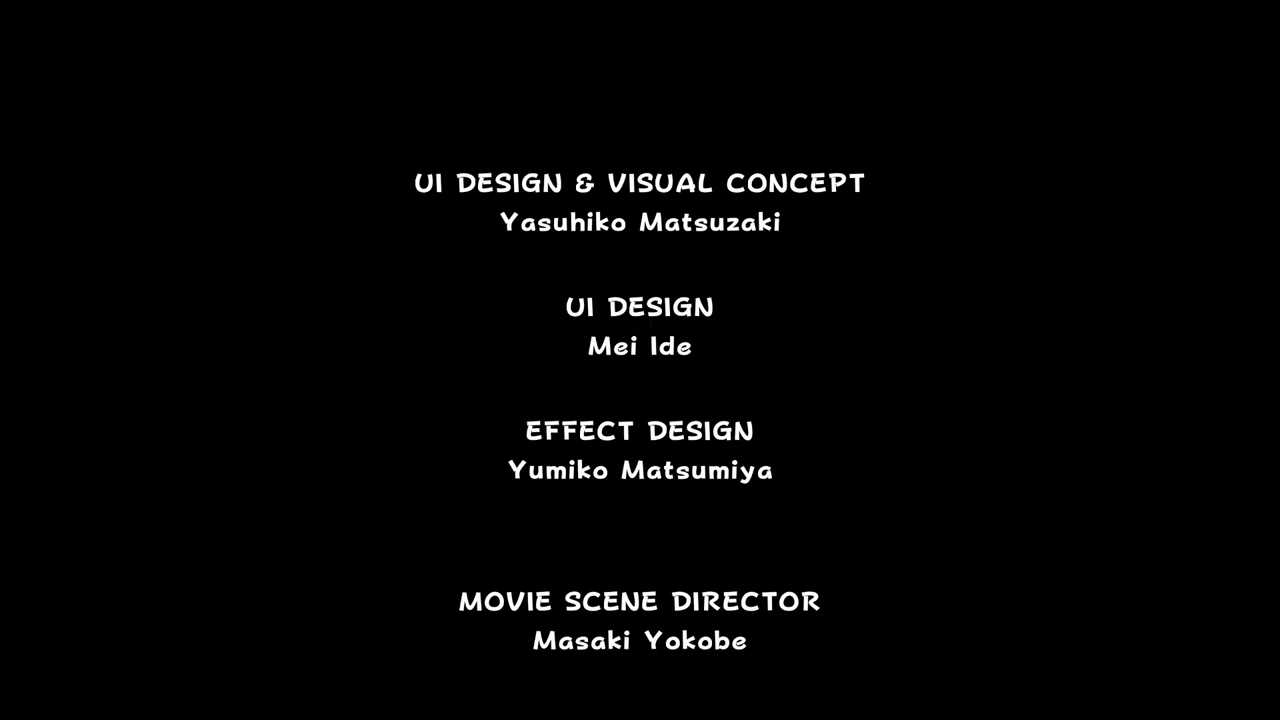 UI DESIGN & VISUAL CONCEPT
Yasuhiko Matsuzaki
UI DESIGN
Mei Ide
EFFECT DESIGN
Yumiko Matsumiya
MOVIE SCENE DIRECTOR
Masaki Yokobe